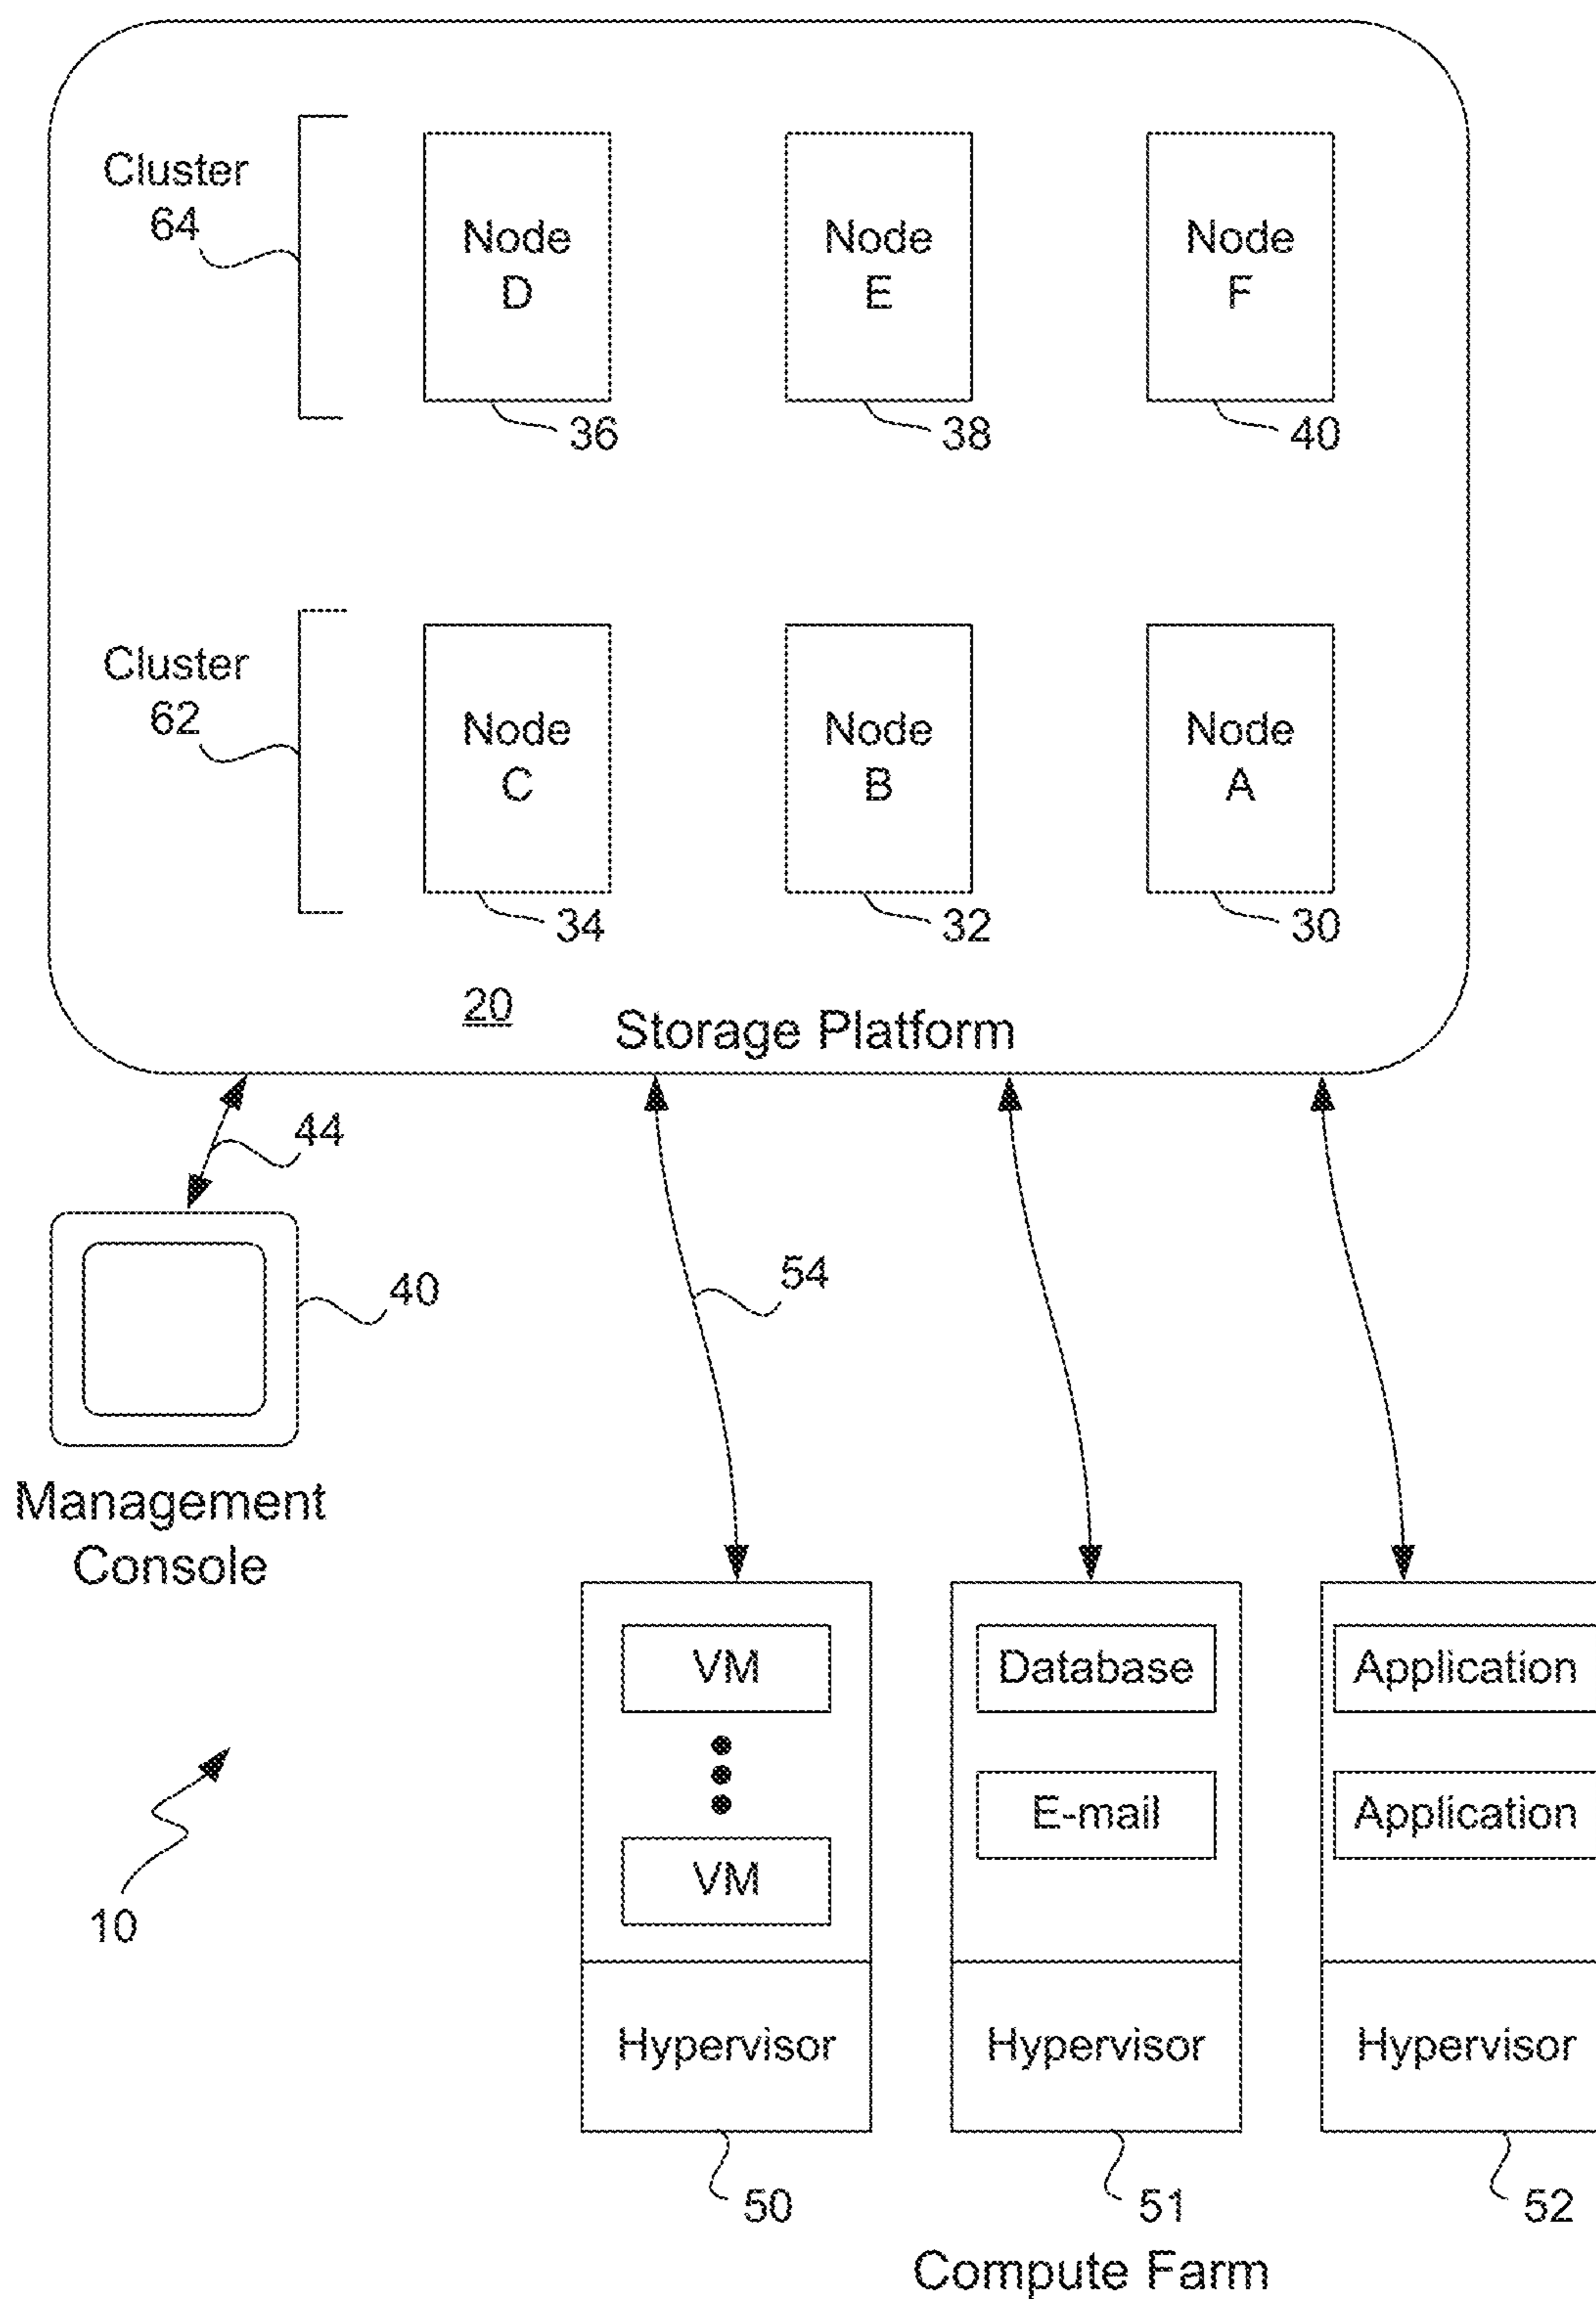 Cluster
64
Node
D
Node
E
Node
F
36
38
40
Cluster
62
Node
C
Node
B
Node
A
34
32
30
20
Storage Platform
44
40
54
Management
Console
VM
VM
Hypervisor
Database
E-mail
Hypervisor
Application
Application
Hypervisor
10
50
51
52
Compute Farm